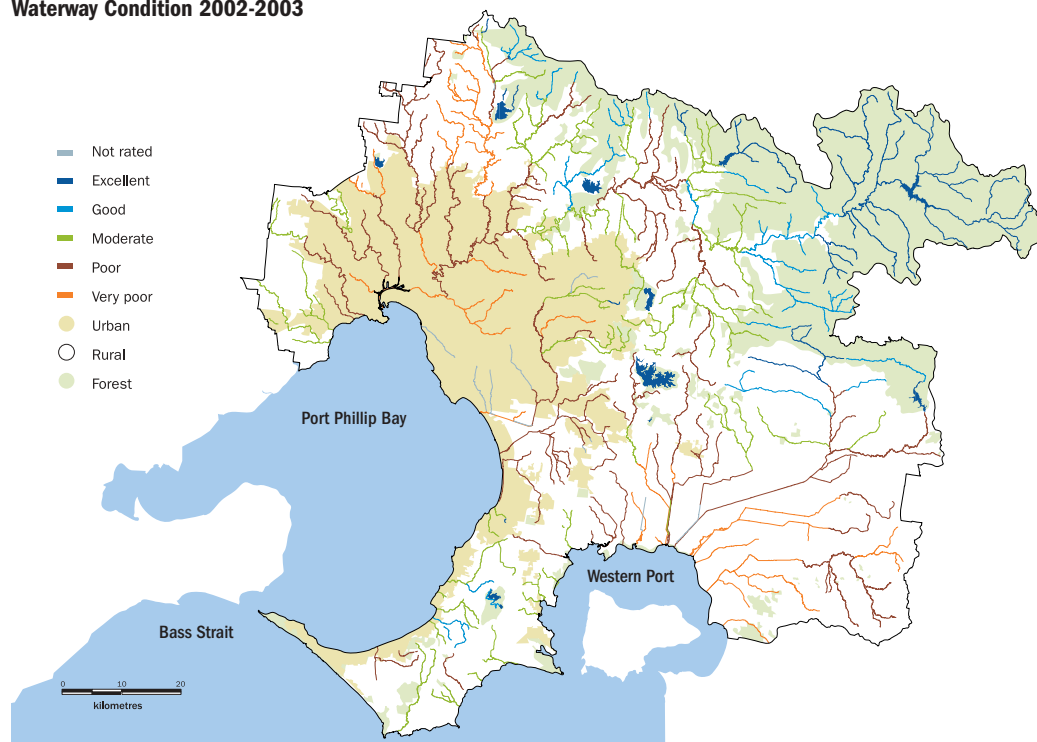 Waterway Condition 2002-2003
Not rated
Excellent
Good
Moderate
Poor
Very poor
Urban
Rural
Forest
Port Phillip Bay
Western Port
Bass Strait
0 10 20
kilometres